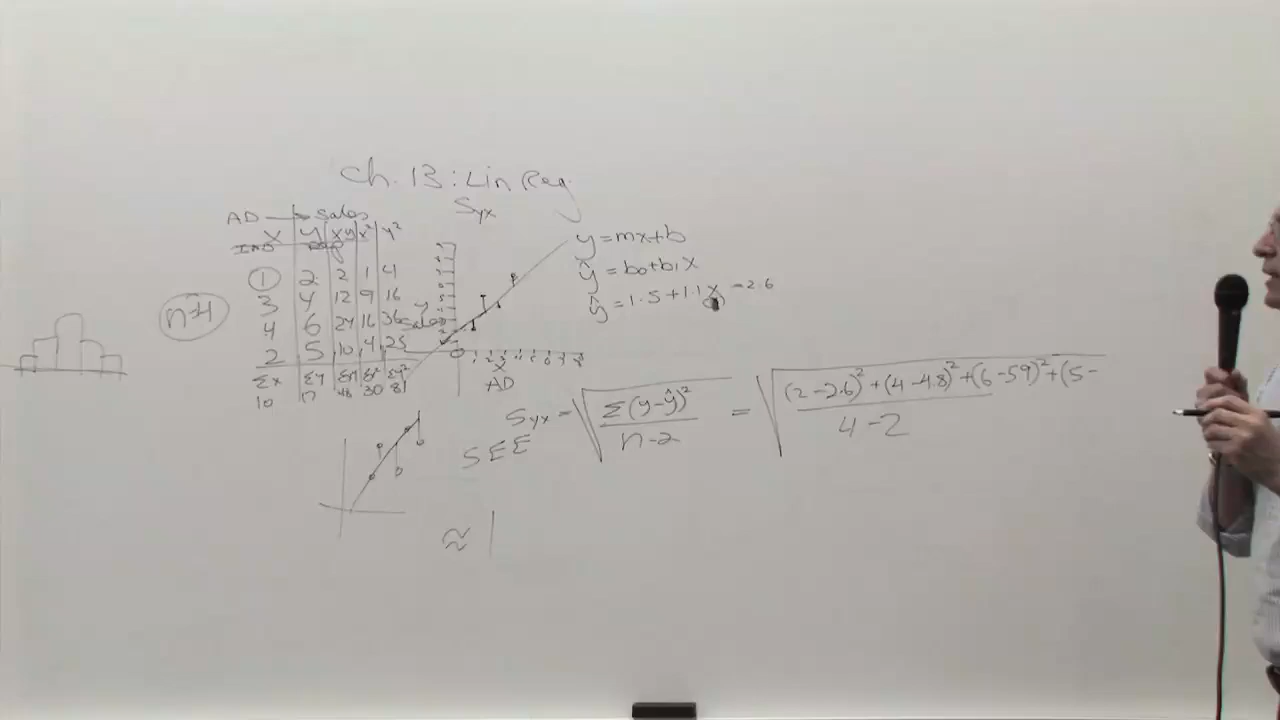 Ch. 13: Lin Reg.
Syx
AD → Sales
X Y XY X² Y²
1 2 2 1 4
3 4 12 9 16
4 6 24 16 36
2 5 10 4 25
Σx Σy Σxy Σx² Σy²
10 17 48 30 81
n=4
y
Sales
X
AD
y = mx+b
ŷ = b₀+b₁X
ŷ = 1.5+1.1X =2.6
Syx = √(Σ(y-ŷ)²/(n-2)) = √(((2-2.6)²+(4-4.8)²+(6-5.9)²+(5-)/(4-2))
SEE
≈ 1